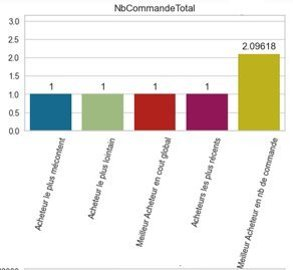 NbCommandeTotal
3.0
2.5
2.0
1.5
1.0
0.5
0.0
1
1
1
1
2.09618
Acheteur le plus mécontent
Acheteur le plus lointain
Meilleur Acheteur en cout global
Acheteurs les plus récents
Meilleur Acheteur en nb de commande